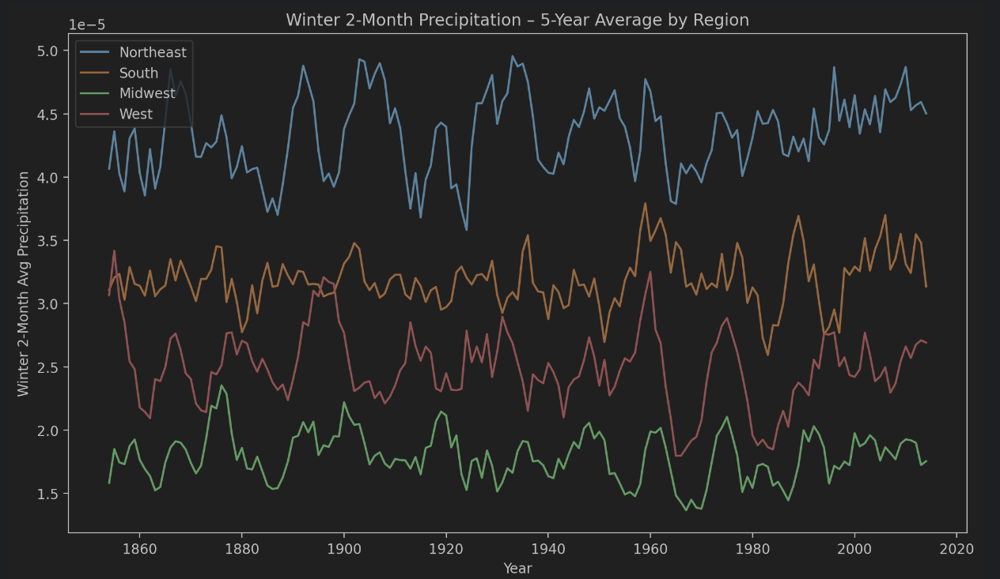 Winter 2-Month Precipitation – 5-Year Average by Region
1e−5
Northeast
South
Midwest
West
5.0
4.5
4.0
3.5
3.0
2.5
2.0
1.5
Winter 2-Month Avg Precipitation
1860 1880 1900 1920 1940 1960 1980 2000 2020
Year